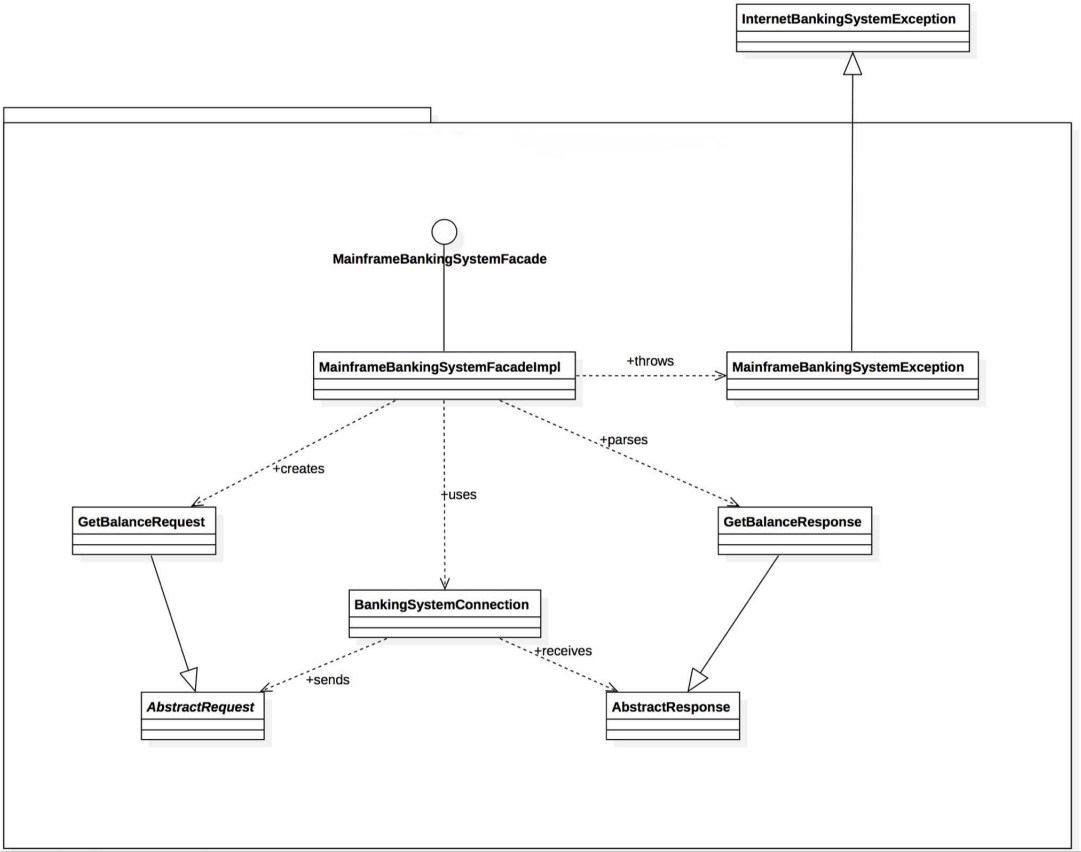 InternetBankingSystemException
MainframeBankingSystemFacade
MainframeBankingSystemFacadeImpl
+throws
MainframeBankingSystemException
+creates
+uses
+parses
GetBalanceRequest
GetBalanceResponse
BankingSystemConnection
+sends
+receives
AbstractRequest
AbstractResponse